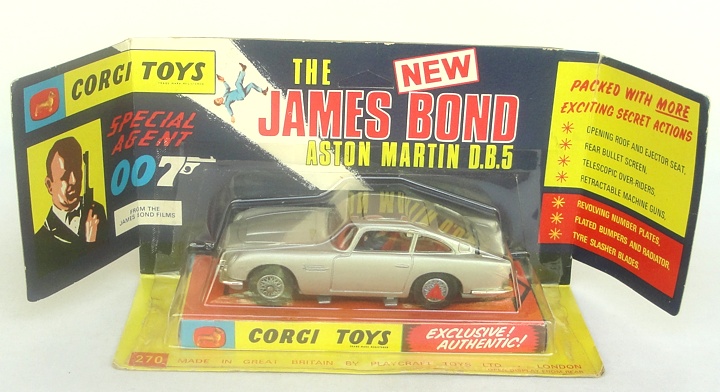 CORGI TOYS
SPECIAL
AGENT
007
FROM THE
JAMES BOND FILMS
THE
NEW
JAMES BOND
ASTON MARTIN D.B.5
PACKED WITH MORE
EXCITING SECRET ACTIONS
OPENING ROOF AND EJECTOR SEAT.
REAR BULLET SCREEN.
TELESCOPIC OVER-RIDERS.
RETRACTABLE MACHINE GUNS.
REVOLVING NUMBER PLATES.
PLATED BUMPERS AND RADIATOR.
TYRE SLASHER BLADES.
CORGI TOYS
EXCLUSIVE!
AUTHENTIC!
270 MADE IN GREAT BRITAIN BY PLAYCRAFT TOYS LTD LONDON